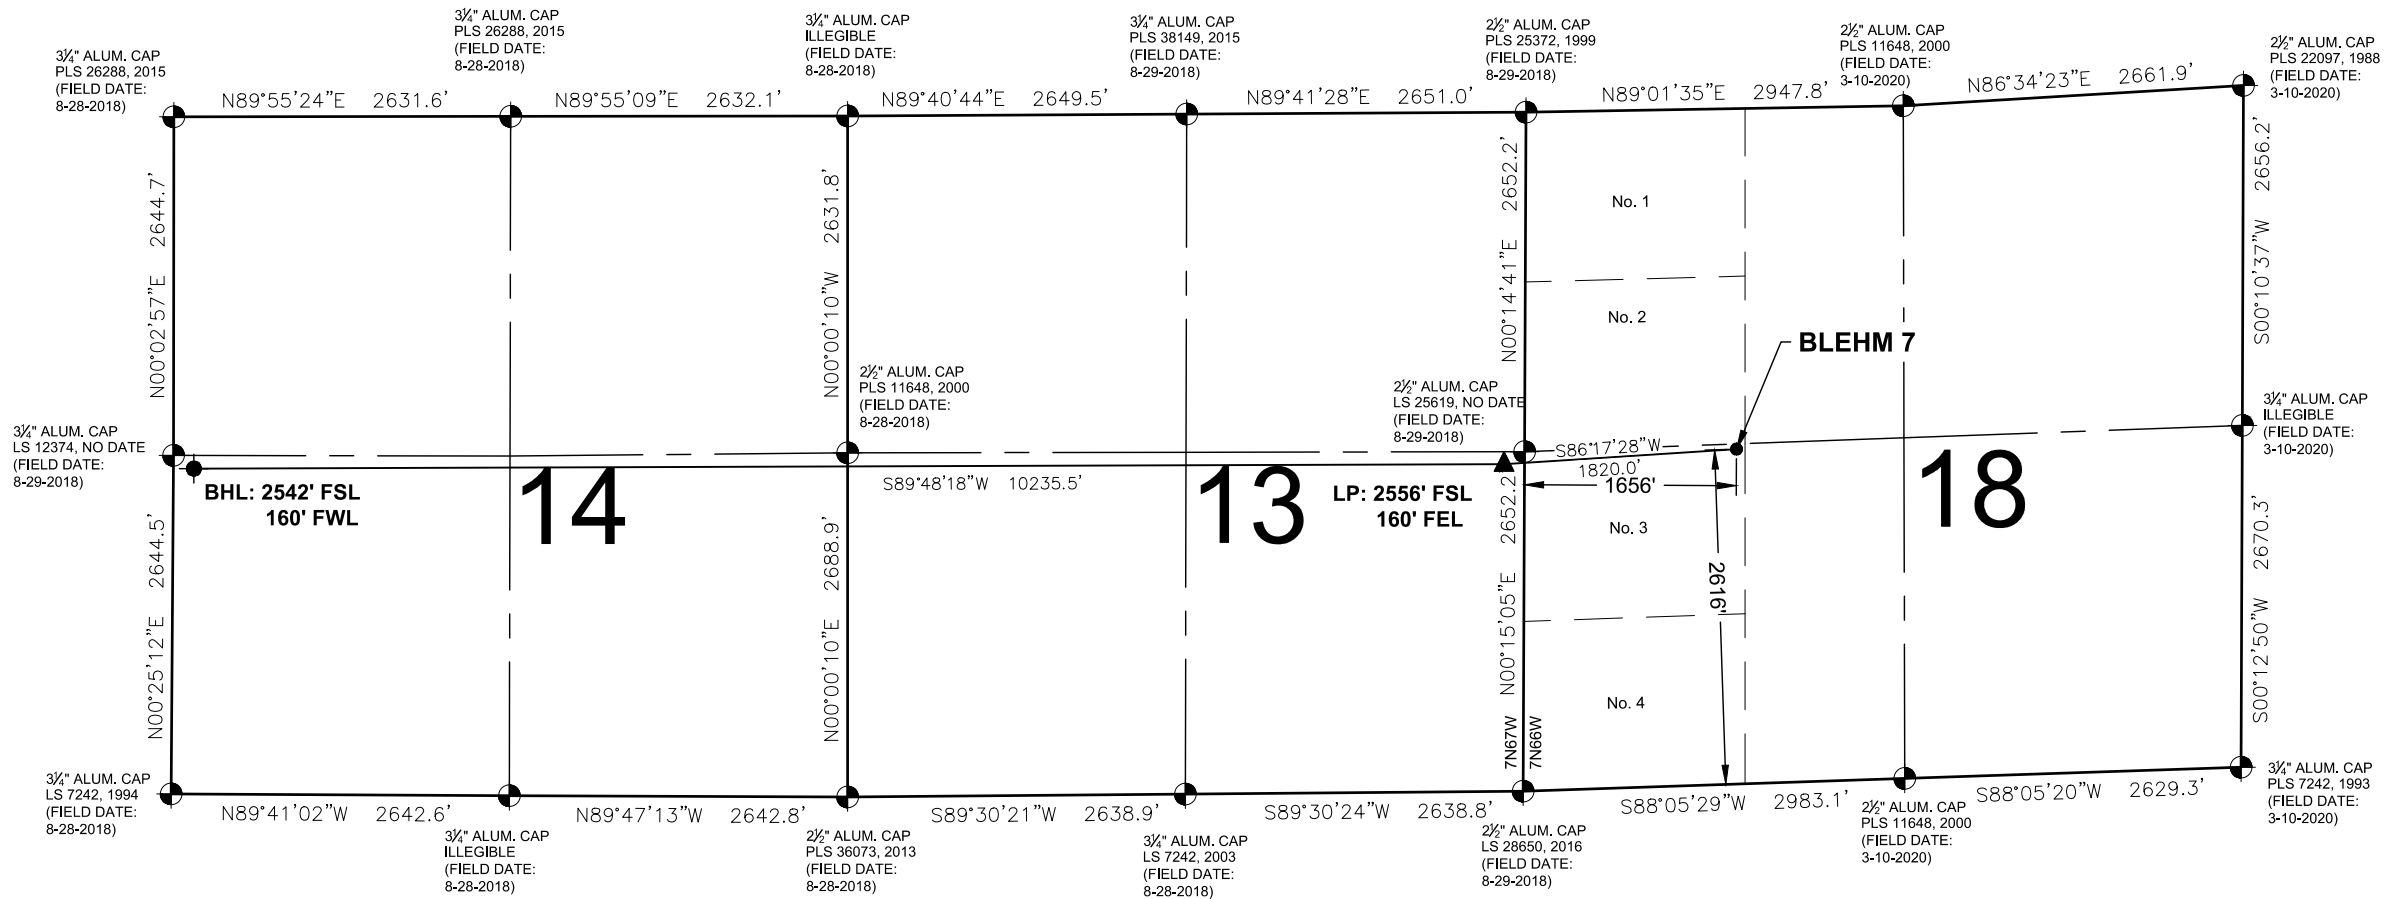 3¼" ALUM. CAP
PLS 26288, 2015
(FIELD DATE:
8-28-2018)
3¼" ALUM. CAP
PLS 26288, 2015
(FIELD DATE:
8-28-2018)
3¼" ALUM. CAP
ILLEGIBLE
(FIELD DATE:
8-28-2018)
3¼" ALUM. CAP
PLS 38149, 2015
(FIELD DATE:
8-29-2018)
2½" ALUM. CAP
PLS 25372, 1999
(FIELD DATE:
8-29-2018)
2½" ALUM. CAP
PLS 11648, 2000
(FIELD DATE:
3-10-2020)
2½" ALUM. CAP
PLS 22097, 1988
(FIELD DATE:
3-10-2020)
N89°55'24"E 2631.6'
N89°55'09"E 2632.1'
N89°40'44"E 2649.5'
N89°41'28"E 2651.0'
N89°01'35"E 2947.8'
N86°34'23"E 2661.9'
N00°02'57"E 2644.7'
N00°00'10"W 2631.8'
N00°14'41"E 2652.2'
S00°10'37"W 2656.2'
No. 1
No. 2
BLEHM 7
3¼" ALUM. CAP
LS 12374, NO DATE
(FIELD DATE:
8-29-2018)
2½" ALUM. CAP
PLS 11648, 2000
(FIELD DATE:
8-28-2018)
2½" ALUM. CAP
LS 25619, NO DATE
(FIELD DATE:
8-29-2018)
3¼" ALUM. CAP
ILLEGIBLE
(FIELD DATE:
3-10-2020)
S86°17'28"W
1820.0'
1656'
S89°48'18"W 10235.5'
BHL: 2542' FSL
160' FWL
14
13
LP: 2556' FSL
160' FEL
18
No. 3
2616'
No. 4
N00°25'12"E 2644.5'
N00°00'10"E 2688.9'
N00°15'05"E 2652.2'
S00°12'50"W 2670.3'
7N67W
7N66W
3¼" ALUM. CAP
LS 7242, 1994
(FIELD DATE:
8-28-2018)
N89°41'02"W 2642.6'
N89°47'13"W 2642.8'
S89°30'21"W 2638.9'
S89°30'24"W 2638.8'
S88°05'29"W 2983.1'
S88°05'20"W 2629.3'
3¼" ALUM. CAP
ILLEGIBLE
(FIELD DATE:
8-28-2018)
2½" ALUM. CAP
PLS 36073, 2013
(FIELD DATE:
8-28-2018)
3¼" ALUM. CAP
LS 7242, 2003
(FIELD DATE:
8-28-2018)
2½" ALUM. CAP
LS 28650, 2016
(FIELD DATE:
8-29-2018)
2½" ALUM. CAP
PLS 11648, 2000
(FIELD DATE:
3-10-2020)
3¼" ALUM. CAP
PLS 7242, 1993
(FIELD DATE:
3-10-2020)